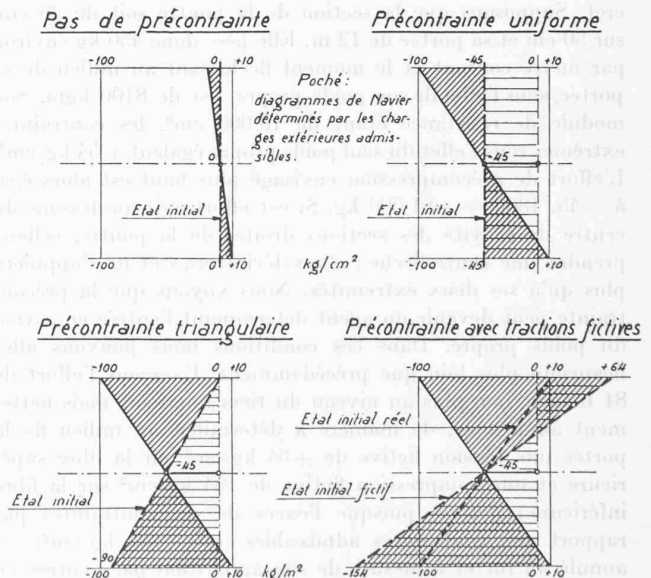 Pas de précontrainte
Précontrainte uniforme
-100 0 +10
-100 -45 0 +10
Poché:
diagrammes de Navier
déterminés par les char-
ges extérieures admis-
sibles.
0
-45
Etat initial
Etat initial
-100 0 +10 kg/cm²
-100 -45 0 +10
Précontrainte triangulaire
Précontrainte avec tractions fictives
-100 0 +10
-100 0 +10 +64
Etat initial réel
-45
-45
Etat initial
Etat initial fictif
-90
-100 0 +10 kg/m²
-154 -100 0 +10